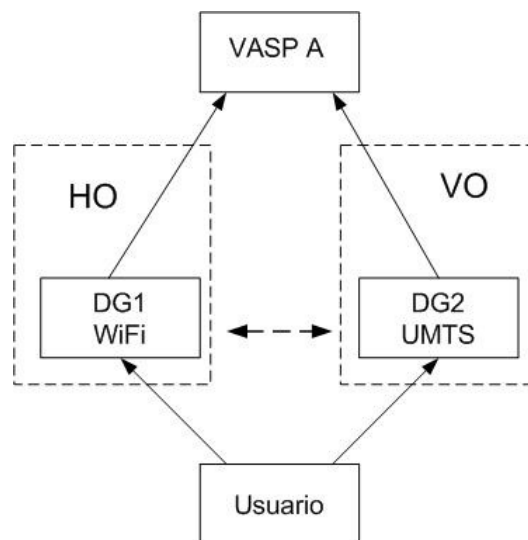 VASP A
HO
VO
DG1
WiFi
DG2
UMTS
Usuario